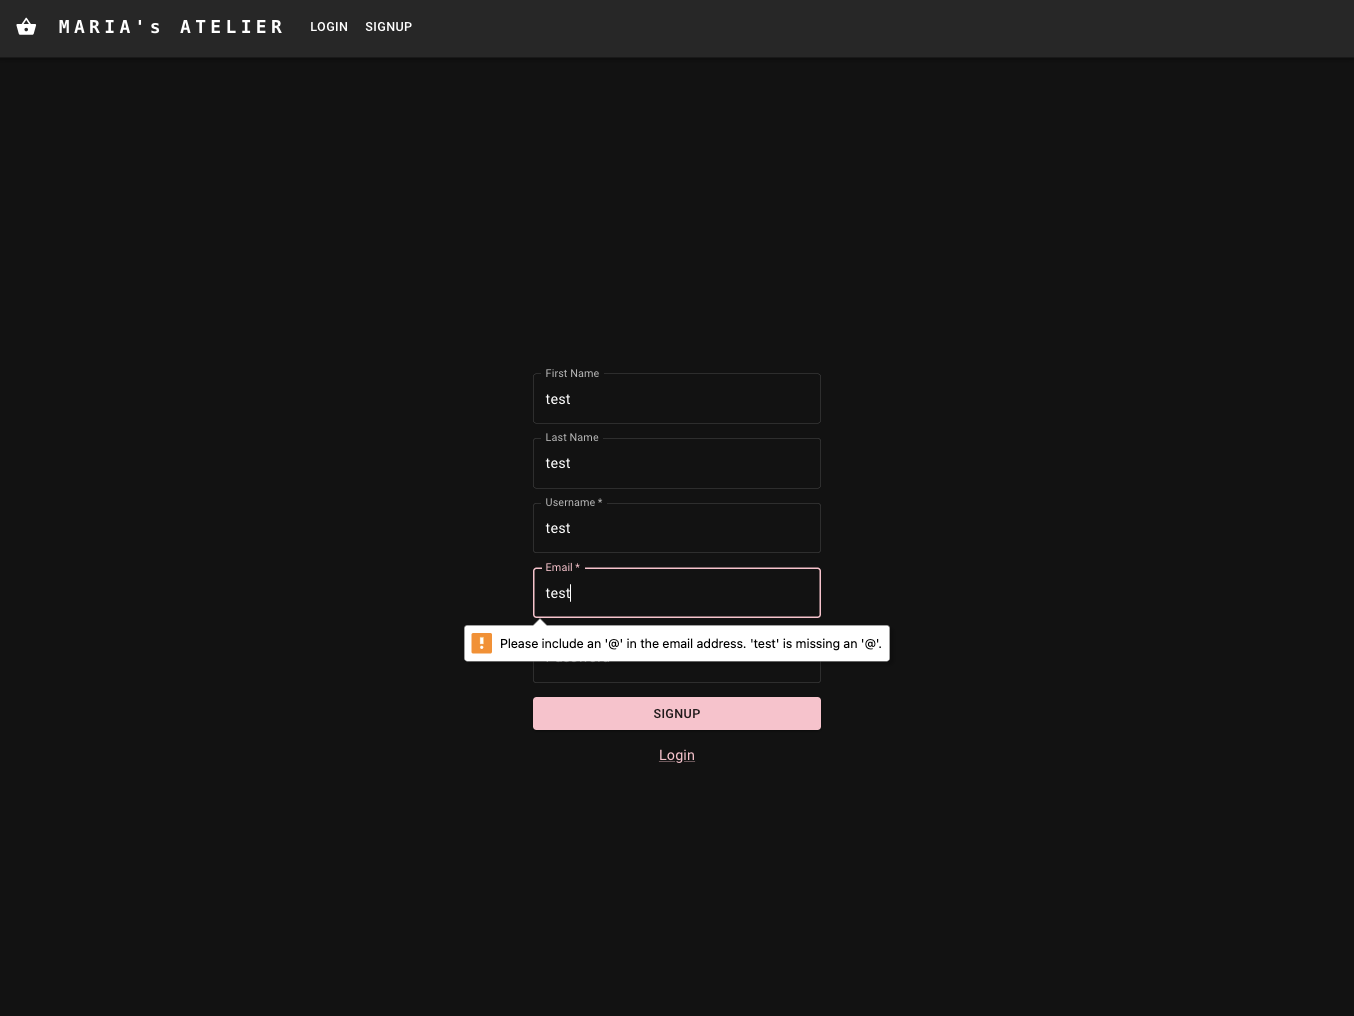 MARIA's ATELIER LOGIN SIGNUP
First Name
test
Last Name
test
Username *
test
Email *
test
Please include an '@' in the email address. 'test' is missing an '@'.
SIGNUP
Login